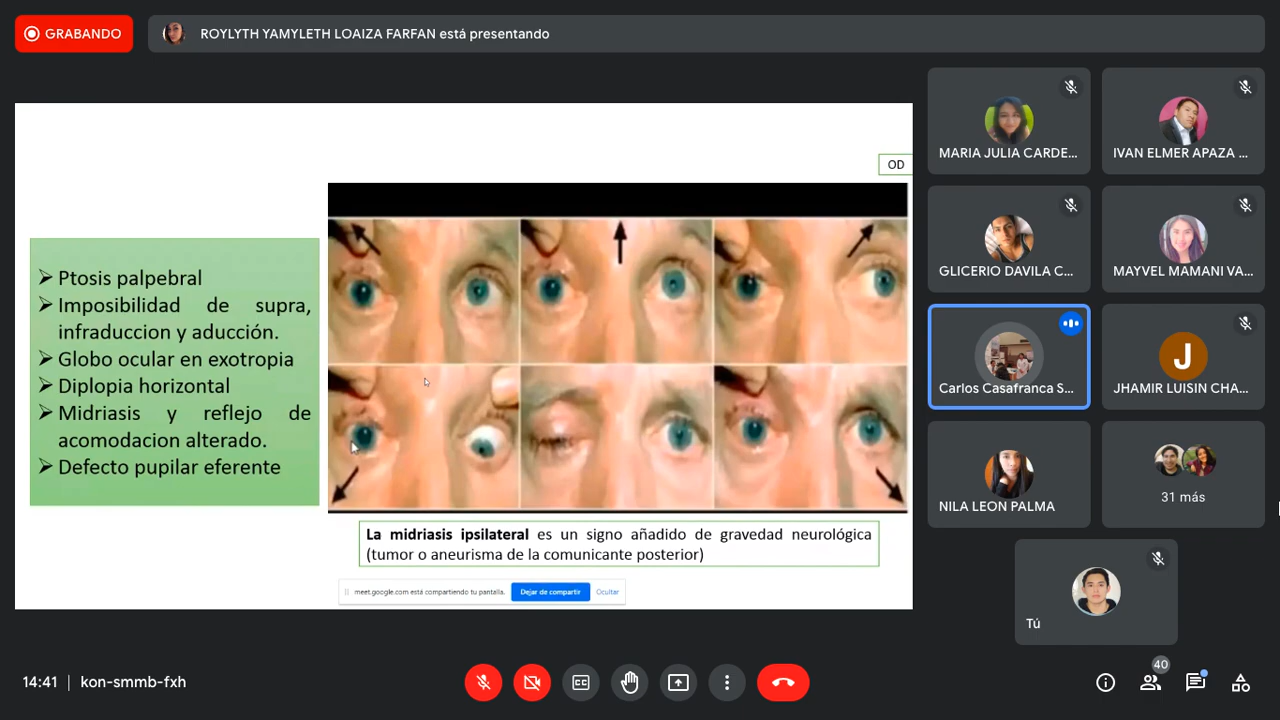 GRABANDO
ROYLYTH YAMYLETH LOAIZA FARFAN está presentando
OD
➢ Ptosis palpebral
➢ Imposibilidad de supra,
infraduccion y aducción.
➢ Globo ocular en exotropia
➢ Diplopia horizontal
➢ Midriasis y reflejo de
acomodacion alterado.
➢ Defecto pupilar eferente
La midriasis ipsilateral es un signo añadido de gravedad neurológica
(tumor o aneurisma de la comunicante posterior)
meet.google.com está compartiendo tu pantalla.
Dejar de compartir
Ocultar
MARIA JULIA CARDE...
IVAN ELMER APAZA ...
GLICERIO DAVILA C...
MAYVEL MAMANI VA...
Carlos Casafranca S...
J
JHAMIR LUISIN CHA...
NILA LEON PALMA
31 más
Tú
14:41 | kon-smmb-fxh
CC
40